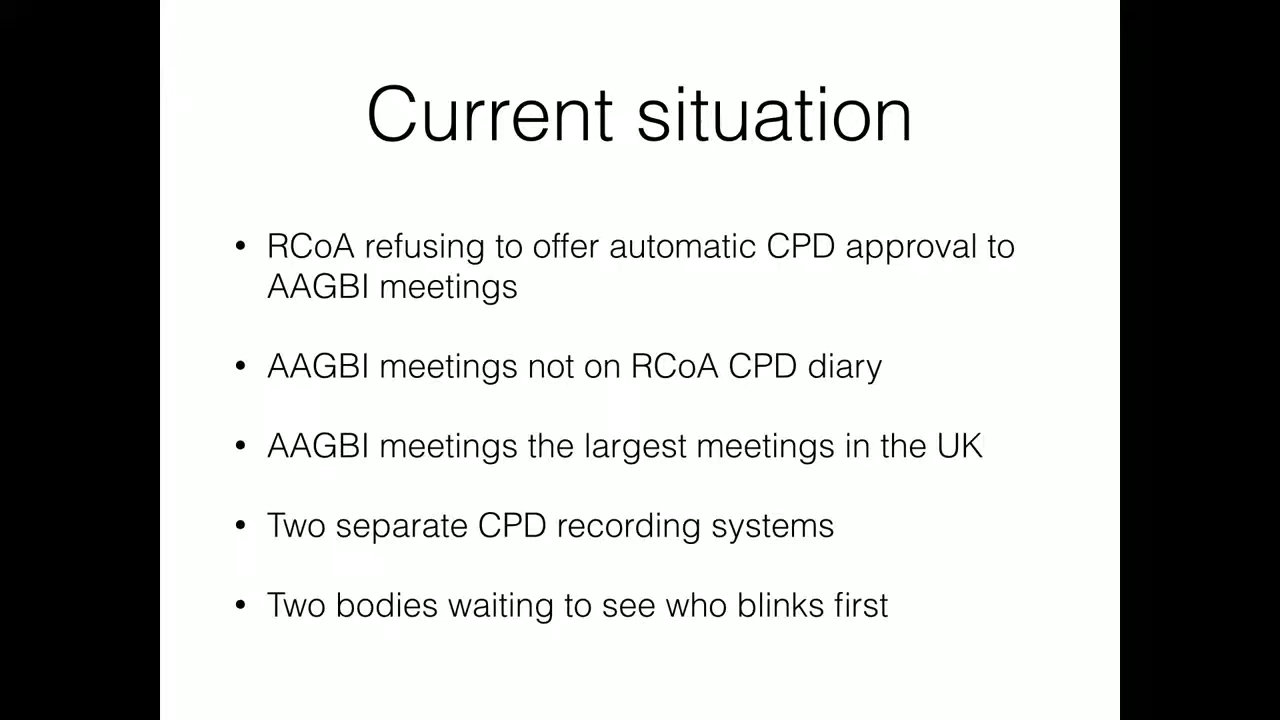 Current situation
• RCoA refusing to offer automatic CPD approval to
AAGBI meetings
• AAGBI meetings not on RCoA CPD diary
• AAGBI meetings the largest meetings in the UK
• Two separate CPD recording systems
• Two bodies waiting to see who blinks first